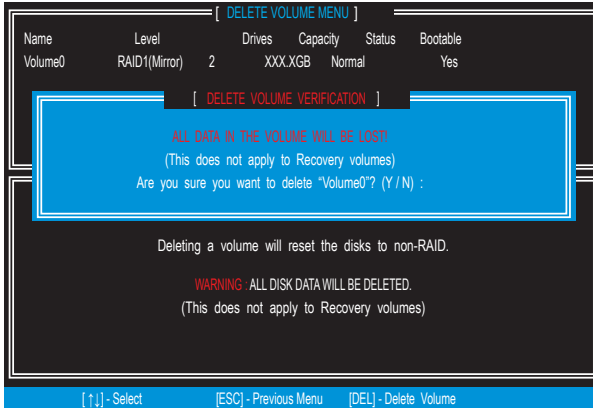 [ DELETE VOLUME MENU ]
Name Level Drives Capacity Status Bootable
Volume0 RAID1(Mirror) 2 XXX.XGB Normal Yes
[ DELETE VOLUME VERIFICATION ]
ALL DATA IN THE VOLUME WILL BE LOST!
(This does not apply to Recovery volumes)
Are you sure you want to delete “Volume0”? (Y / N) :
Deleting a volume will reset the disks to non-RAID.
WARNING : ALL DISK DATA WILL BE DELETED.
(This does not apply to Recovery volumes)
[↑↓] - Select [ESC] - Previous Menu [DEL] - Delete Volume